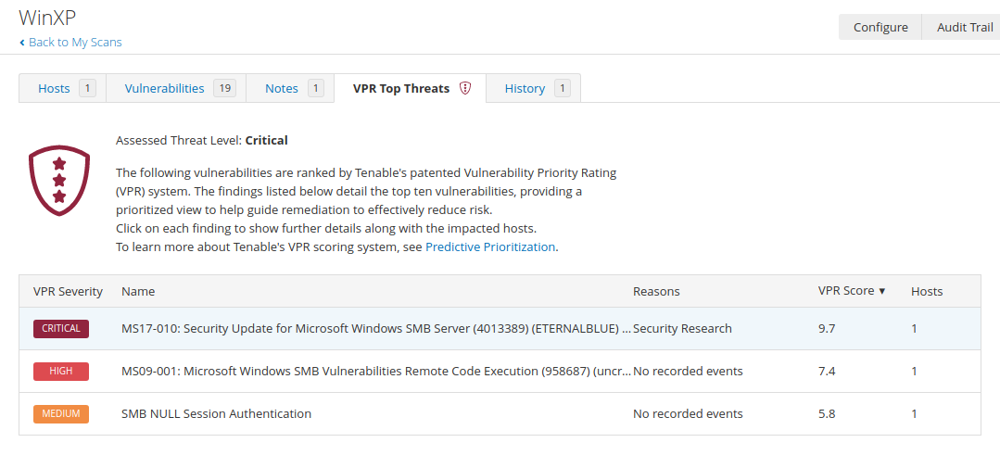 WinXP
Back to My Scans
Configure
Audit Trail
Hosts 1
Vulnerabilities 19
Notes 1
VPR Top Threats
History 1
Assessed Threat Level: Critical
The following vulnerabilities are ranked by Tenable's patented Vulnerability Priority Rating
(VPR) system. The findings listed below detail the top ten vulnerabilities, providing a
prioritized view to help guide remediation to effectively reduce risk.
Click on each finding to show further details along with the impacted hosts.
To learn more about Tenable's VPR scoring system, see Predictive Prioritization.
VPR Severity Name Reasons VPR Score ▼ Hosts
CRITICAL MS17-010: Security Update for Microsoft Windows SMB Server (4013389) (ETERNALBLUE) ... Security Research 9.7 1
HIGH MS09-001: Microsoft Windows SMB Vulnerabilities Remote Code Execution (958687) (uncr... No recorded events 7.4 1
MEDIUM SMB NULL Session Authentication No recorded events 5.8 1